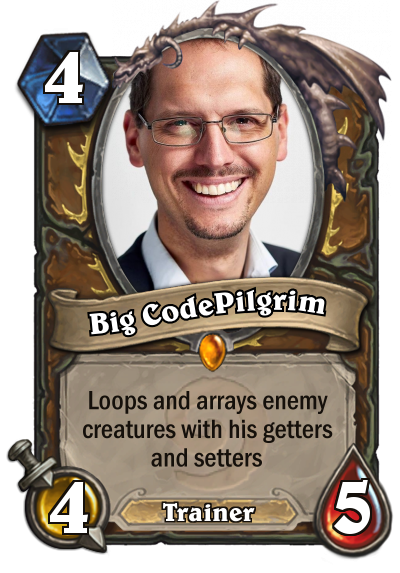 4
Big CodePilgrim
Loops and arrays enemy
creatures with his getters
and setters
4
Trainer
5